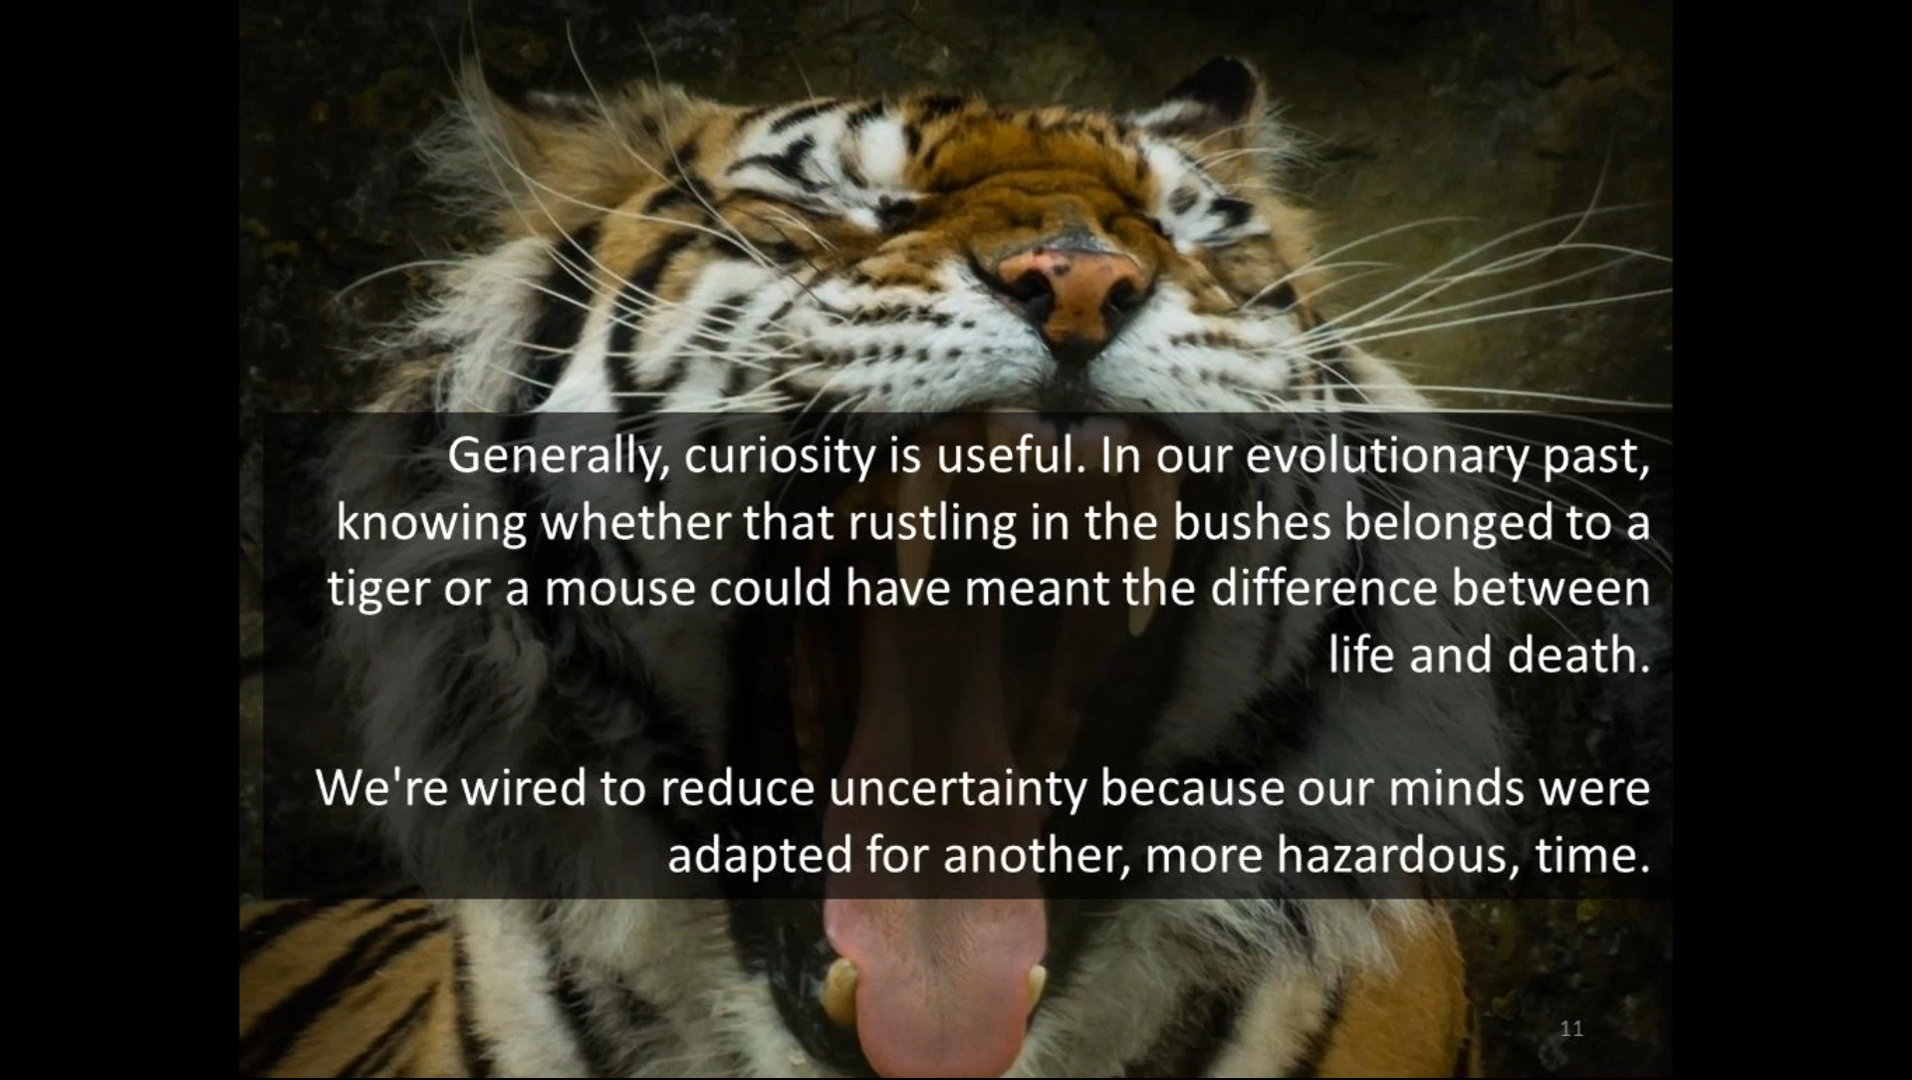 Generally, curiosity is useful. In our evolutionary past,
knowing whether that rustling in the bushes belonged to a
tiger or a mouse could have meant the difference between
life and death.
We're wired to reduce uncertainty because our minds were
adapted for another, more hazardous, time.
11